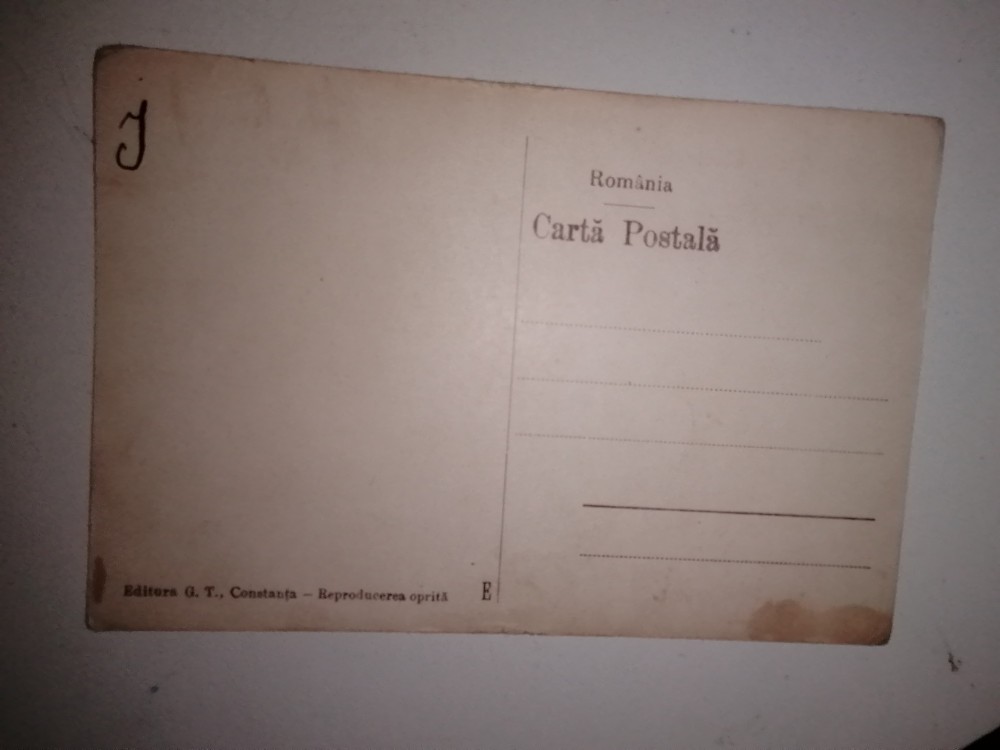 J
România
Cartă Postală
Editura G. T., Constanța — Reproducerea oprită E